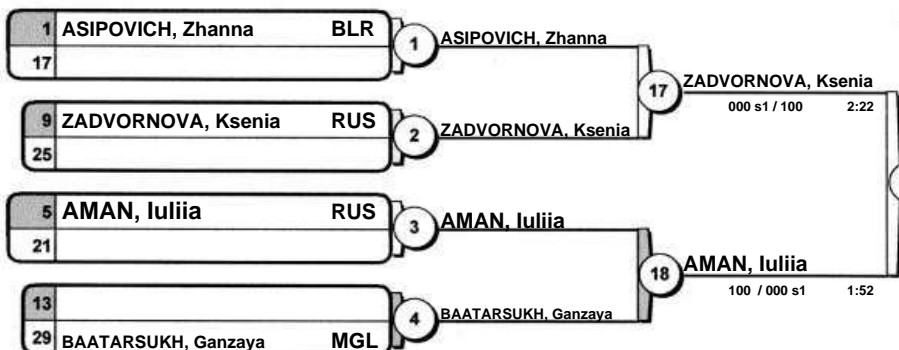 1 ASIPOVICH, Zhanna BLR
17
1 ASIPOVICH, Zhanna
9 ZADVORNOVA, Ksenia RUS
25
2 ZADVORNOVA, Ksenia
17 ZADVORNOVA, Ksenia
000 s1 / 100 2:22
5 AMAN, Iuliia RUS
21
3 AMAN, Iuliia
13
29 BAATARSUKH, Ganzaya MGL
4 BAATARSUKH, Ganzaya
18 AMAN, Iuliia
100 / 000 s1 1:52